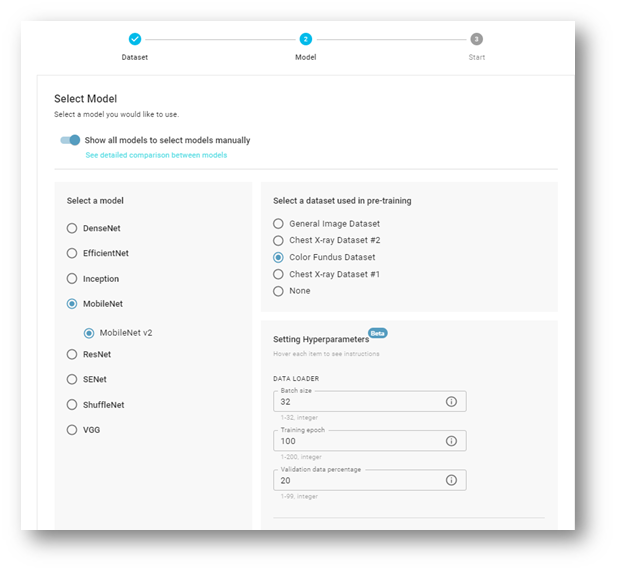 2
3
Dataset
Model
Start
Select Model
Select a model you would like to use.
Show all models to select models manually
See detailed comparison between models
Select a model
DenseNet
EfficientNet
Inception
MobileNet
MobileNet v2
ResNet
SENet
ShuffleNet
VGG
Select a dataset used in pre-training
General Image Dataset
Chest X-ray Dataset #2
Color Fundus Dataset
Chest X-ray Dataset #1
None
Setting Hyperparameters Beta
Hover each item to see instructions
DATA LOADER
Batch size
32
1-32, integer
Training epoch
100
1-200, integer
Validation data percentage
20
1-99, integer